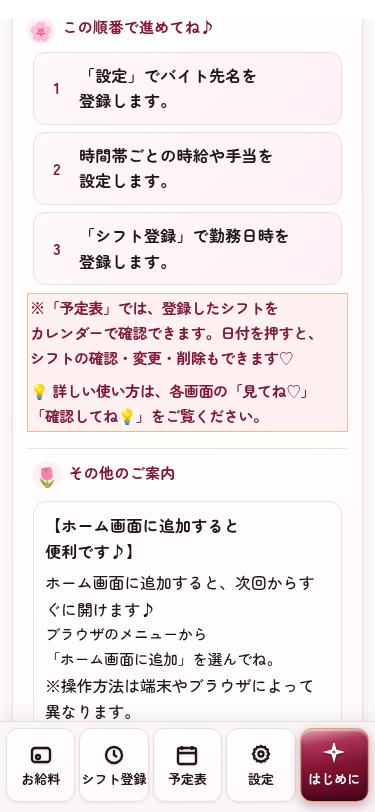 🌸 この順番で進めてね♪
1 「設定」でバイト先名を
登録します。
2 時間帯ごとの時給や手当を
設定します。
3 「シフト登録」で勤務日時を
登録します。
※「予定表」では、登録したシフトを
カレンダーで確認できます。日付を押すと、
シフトの確認・変更・削除もできます♡
💡 詳しい使い方は、各画面の「見てね♡」
「確認してね💡」をご覧ください。
🌷 その他のご案内
【ホーム画面に追加すると
便利です♪】
ホーム画面に追加すると、次回からす
ぐに開けます♪
ブラウザのメニューから
「ホーム画面に追加」を選んでね。
※操作方法は端末やブラウザによって
異なります。
お給料 シフト登録 予定表 設定 はじめに